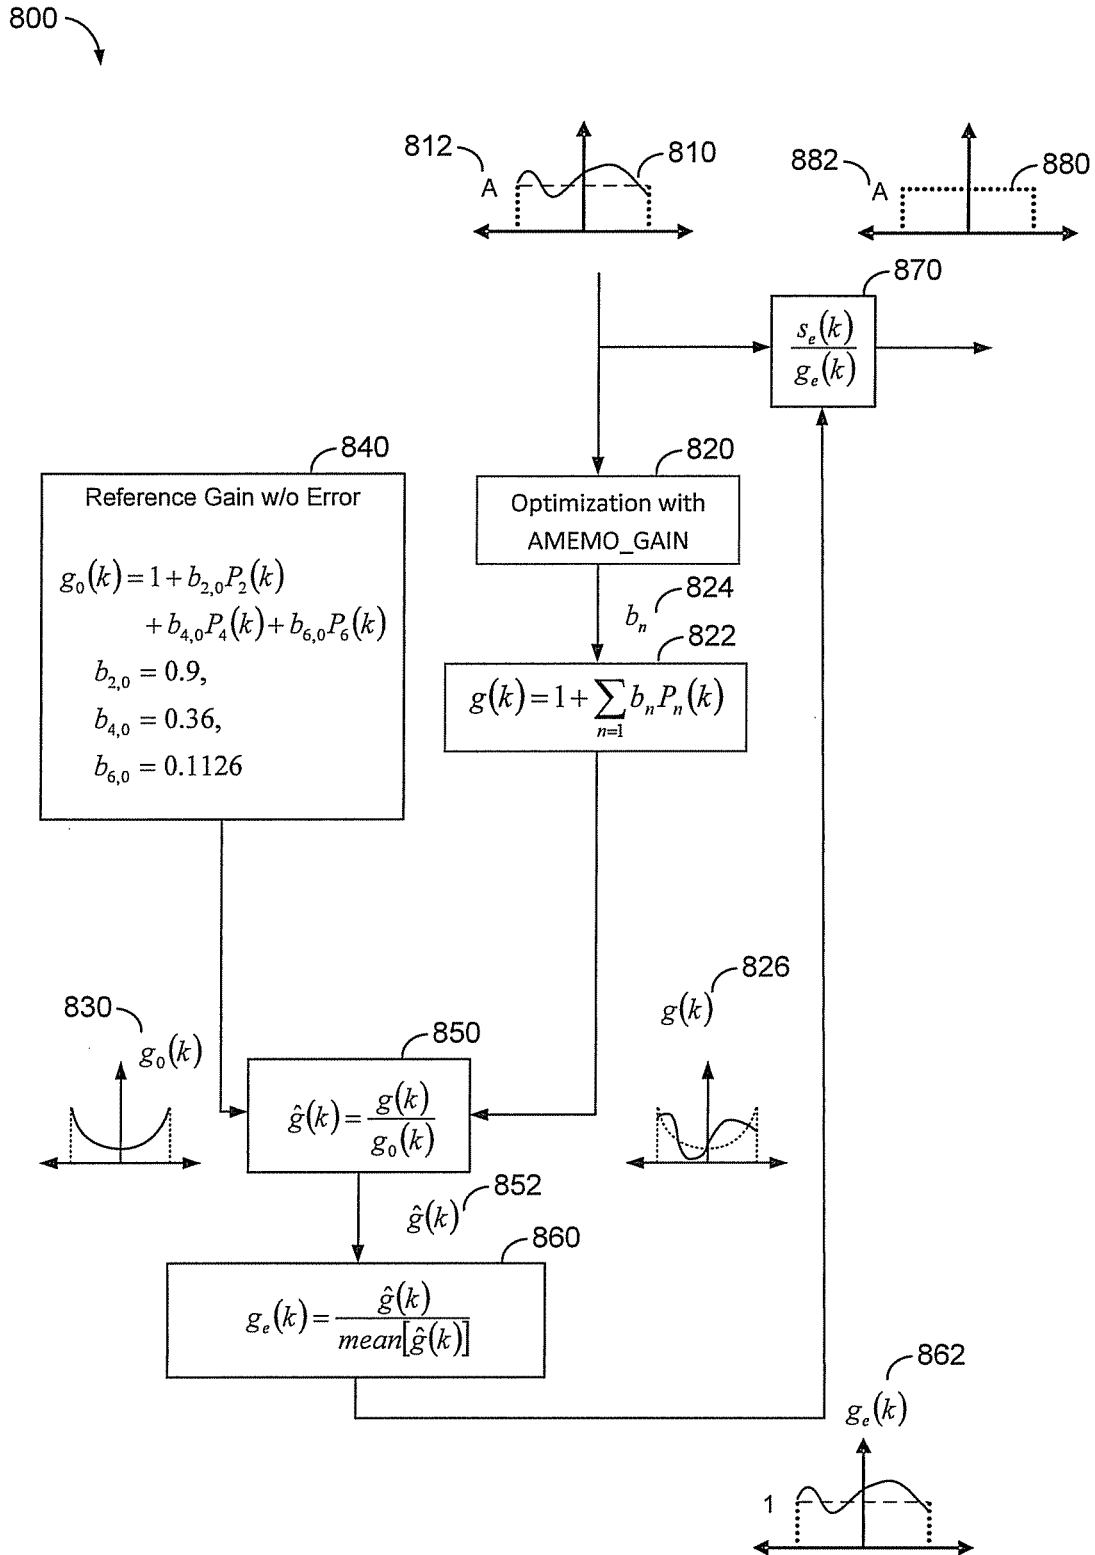 800
812
A
810
882
A
880
870
s_e(k)
g_e(k)
840
Reference Gain w/o Error
g_0(k) = 1 + b_{2,0}P_2(k)
+ b_{4,0}P_4(k) + b_{6,0}P_6(k)
b_{2,0} = 0.9,
b_{4,0} = 0.36,
b_{6,0} = 0.1126
820
Optimization with
AMEMO_GAIN
824
b_n
822
g(k) = 1 + ∑_{n=1} b_n P_n(k)
830
g_0(k)
850
ĝ(k) = g(k)/g_0(k)
826
g(k)
852
ĝ(k)
860
g_e(k) = ĝ(k)/mean[ĝ(k)]
862
g_e(k)
1